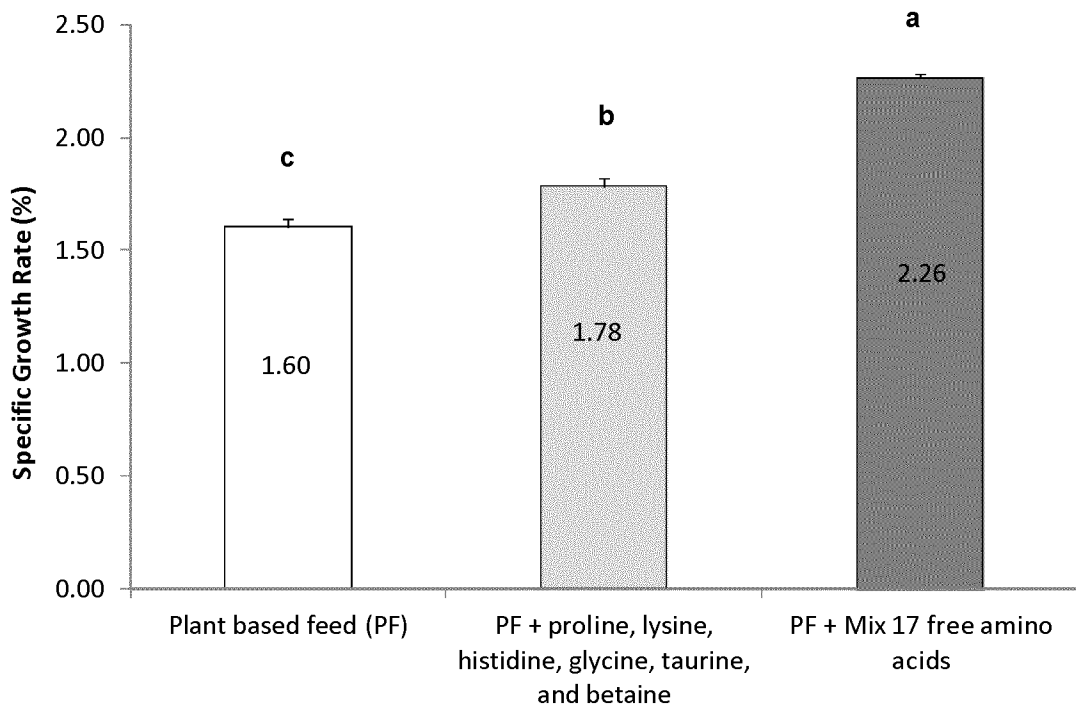 Specific Growth Rate (%)
2.50
2.00
1.50
1.00
0.50
0.00
c
b
a
1.60
1.78
2.26
Plant based feed (PF)
PF + proline, lysine,
histidine, glycine, taurine,
and betaine
PF + Mix 17 free amino
acids